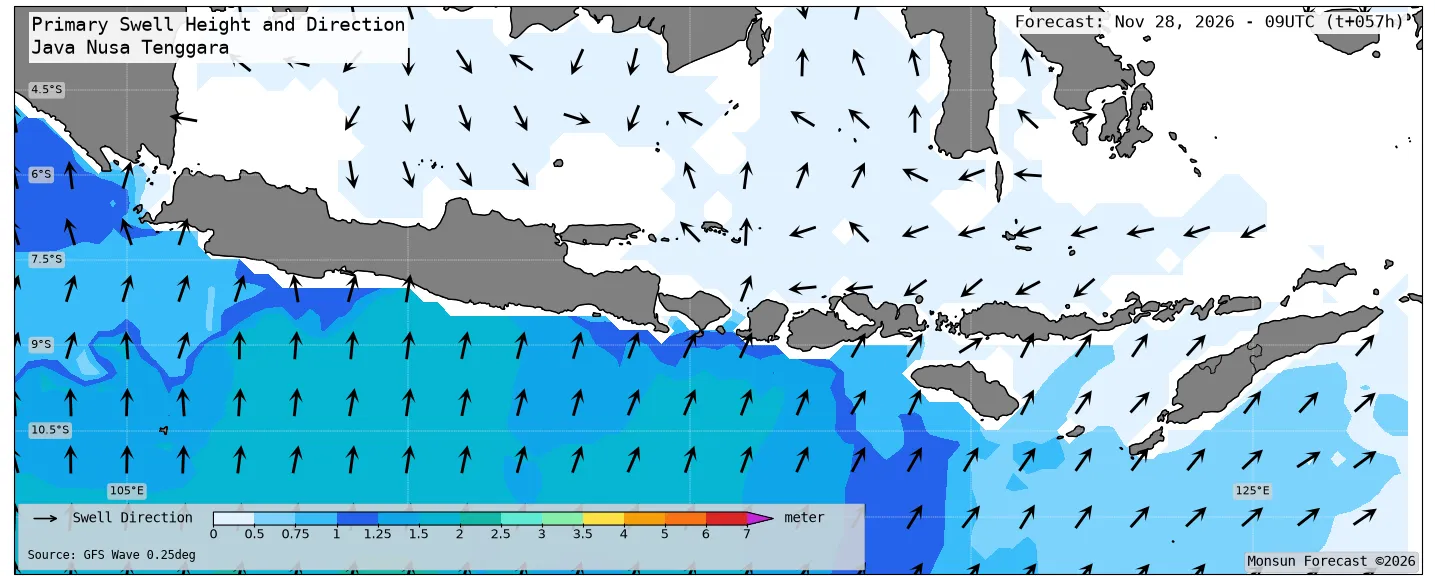 Primary Swell Height and Direction
Java Nusa Tenggara
Forecast: Nov 28, 2026 - 09UTC (t+057h)
4.5°S
6°S
7.5°S
9°S
10.5°S
105°E
125°E
Swell Direction
meter
0 0.5 0.75 1 1.25 1.5 2 2.5 3 3.5 4 5 6 7
Source: GFS Wave 0.25deg
Monsun Forecast ©2026